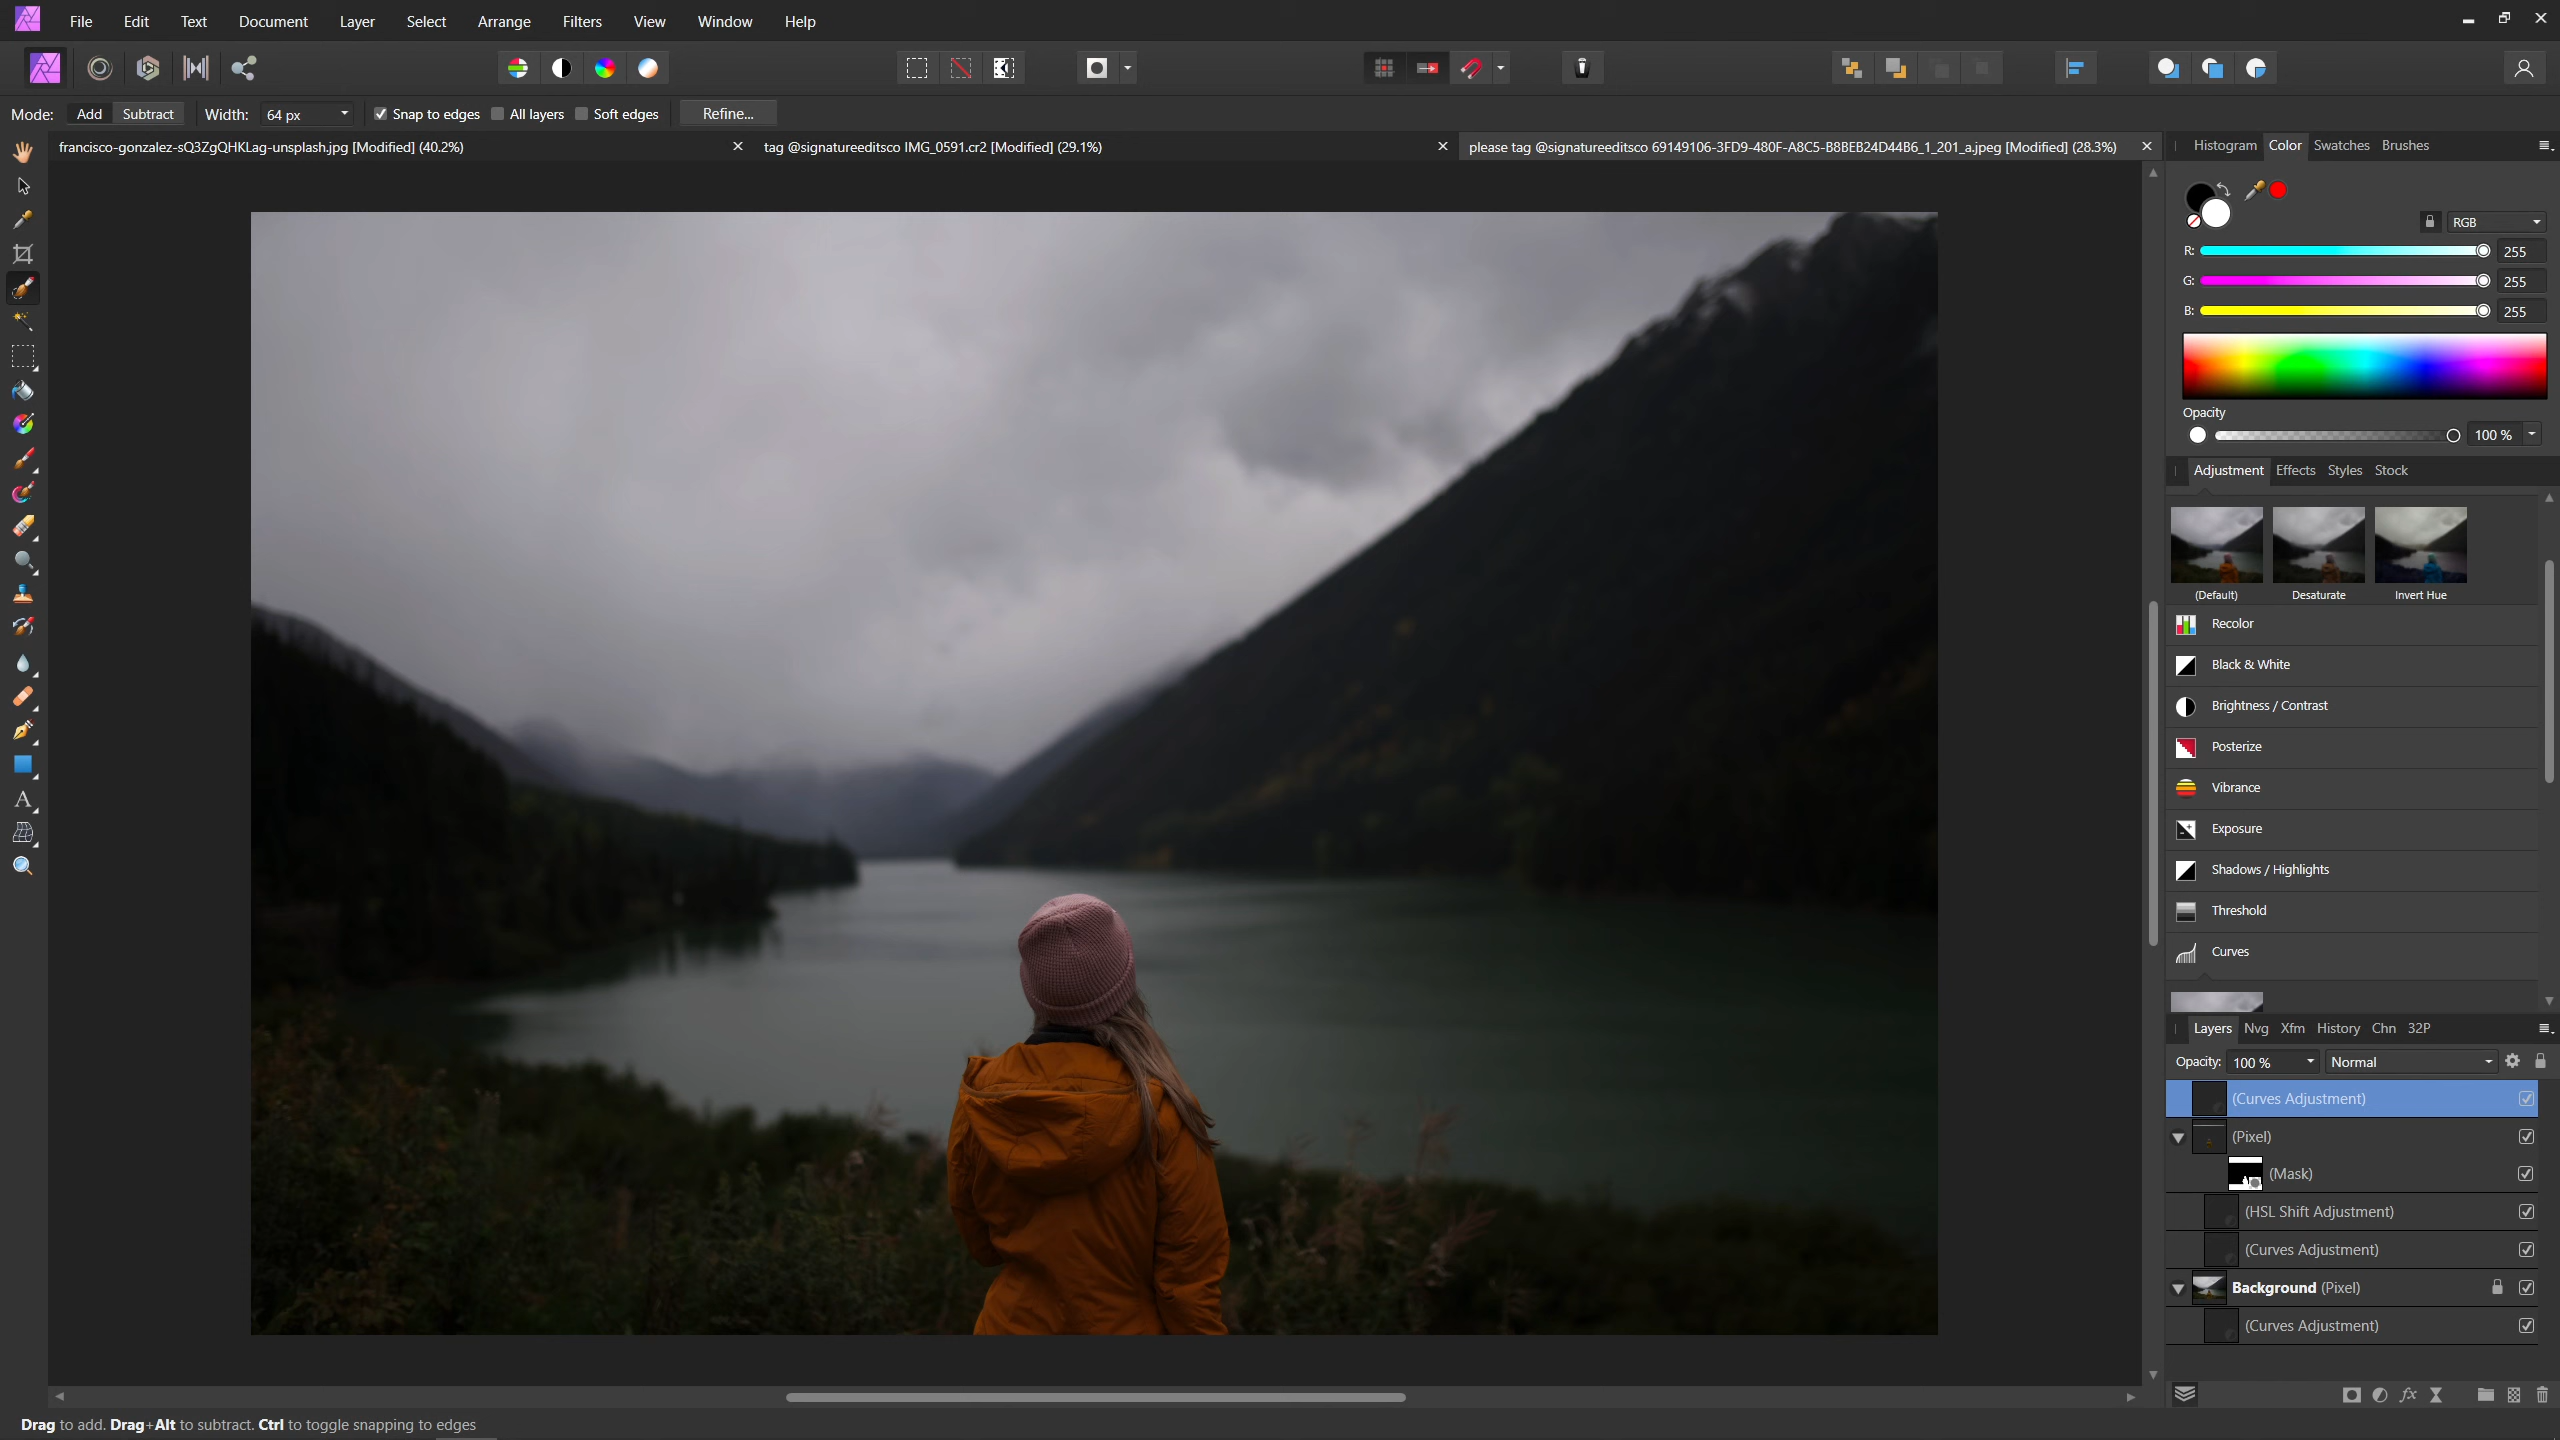 File Edit Text Document Layer Select Arrange Filters View Window Help
Mode: Add Subtract Width: 64 px Snap to edges All layers Soft edges Refine...
francisco-gonzalez-sQ3ZgQHKLag-unsplash.jpg [Modified] (40.2%)
tag @signatureeditsco IMG_0591.cr2 [Modified] (29.1%)
please tag @signatureeditsco 69149106-3FD9-480F-A8C5-B8BEB24D44B6_1_201_a.jpeg [Modified] (28.3%)
Histogram Color Swatches Brushes
RGB
R: 255
G: 255
B: 255
Opacity
100 %
Adjustment Effects Styles Stock
(Default) Desaturate Invert Hue
Recolor
Black & White
Brightness / Contrast
Posterize
Vibrance
Exposure
Shadows / Highlights
Threshold
Curves
Layers Nvg Xfm History Chn 32P
Opacity: 100 % Normal
(Curves Adjustment)
(Pixel)
(Mask)
(HSL Shift Adjustment)
(Curves Adjustment)
Background (Pixel)
(Curves Adjustment)
Drag to add. Drag+Alt to subtract. Ctrl to toggle snapping to edges